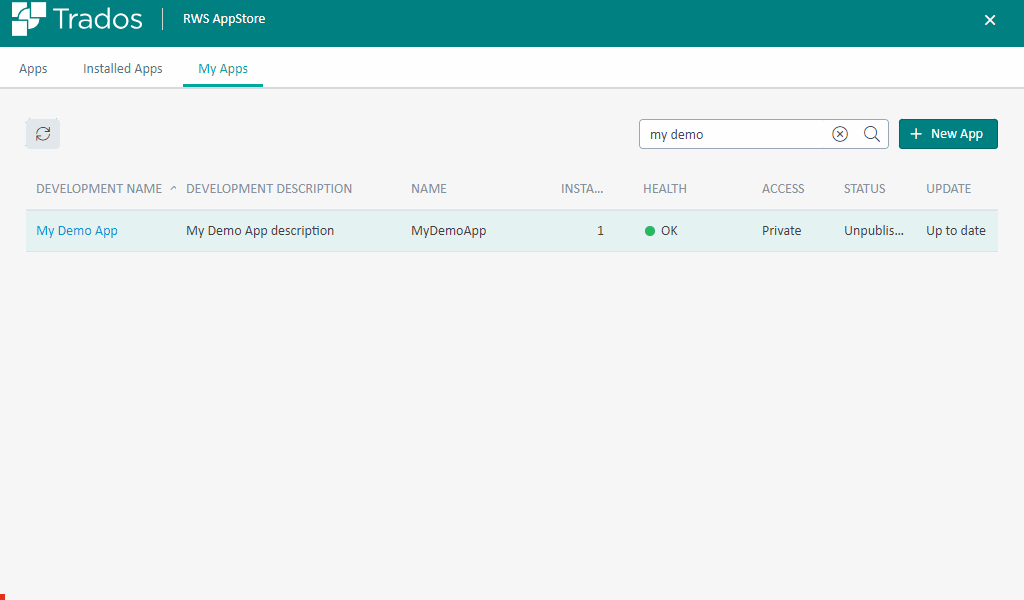 Trados RWS AppStore
Apps Installed Apps My Apps
my demo New App
DEVELOPMENT NAME DEVELOPMENT DESCRIPTION NAME INSTA... HEALTH ACCESS STATUS UPDATE
My Demo App My Demo App description MyDemoApp 1 OK Private Unpublis... Up to date